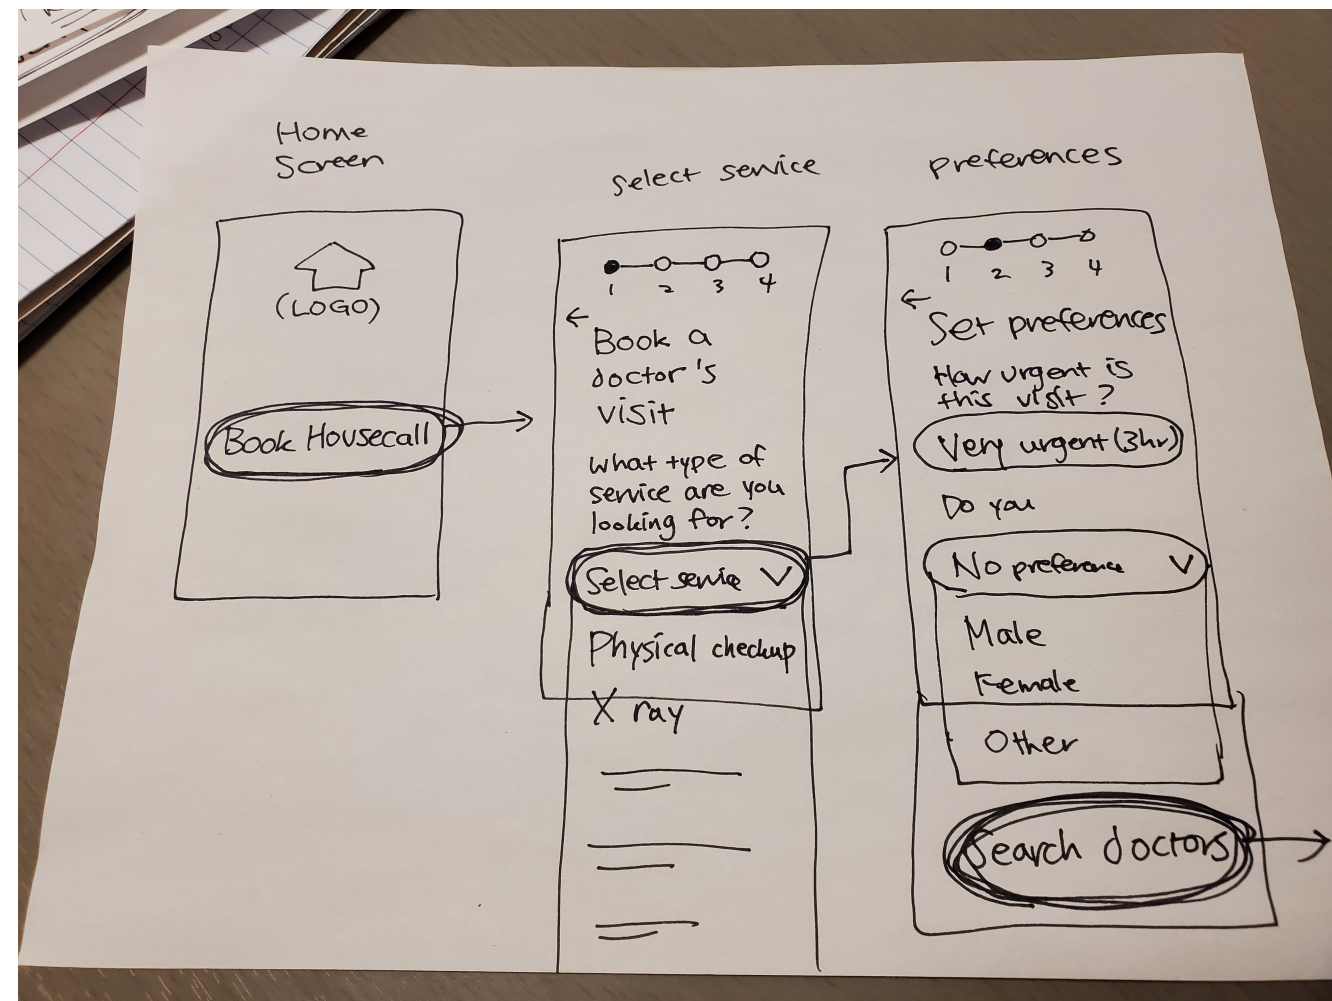 Home
Screen
(LOGO)
Book Housecall
Select service
1 2 3 4
←
Book a
doctor's
visit
What type of
service are you
looking for?
Select service V
Physical checkup
X ray
preferences
1 2 3 4
←
Set preferences
How urgent is
this visit?
Very urgent (3hr)
Do you
No preference V
Male
Female
Other
Search doctors